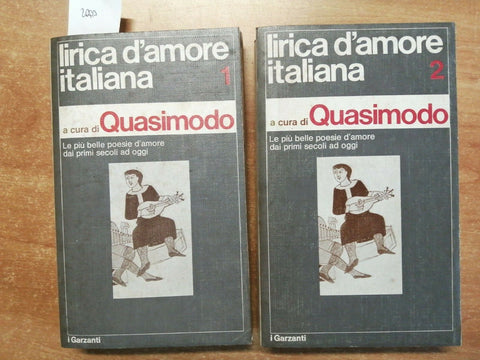 2000
lirica d'amore
italiana 1
a cura di Quasimodo
Le più belle poesie d'amore
dai primi secoli ad oggi
i Garzanti
lirica d'amore
italiana 2
a cura di Quasimodo
Le più belle poesie d'amore
dai primi secoli ad oggi
i Garzanti